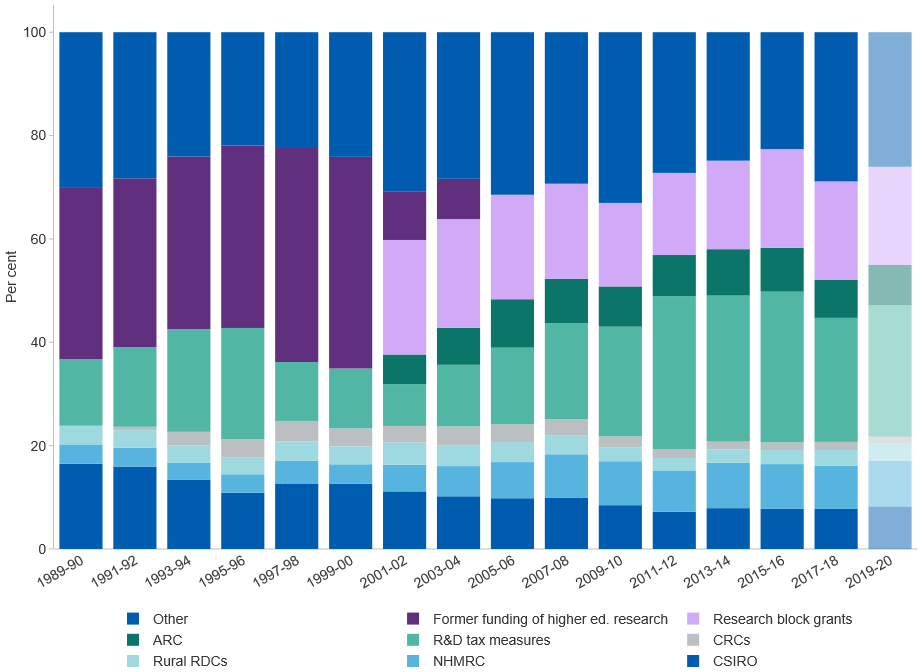 100
80
60
40
20
0
Per cent
1989-90 1991-92 1993-94 1995-96 1997-98 1999-00 2001-02 2003-04 2005-06 2007-08 2009-10 2011-12 2013-14 2015-16 2017-18 2019-20
Other Former funding of higher ed. research Research block grants
ARC R&D tax measures CRCs
Rural RDCs NHMRC CSIRO